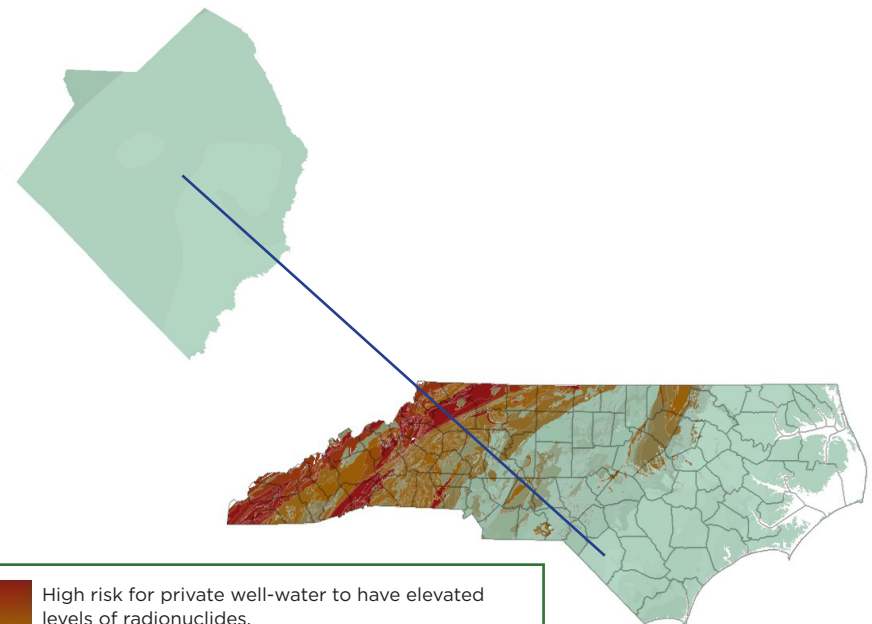 High risk for private well-water to have elevated
levels of radionuclides.